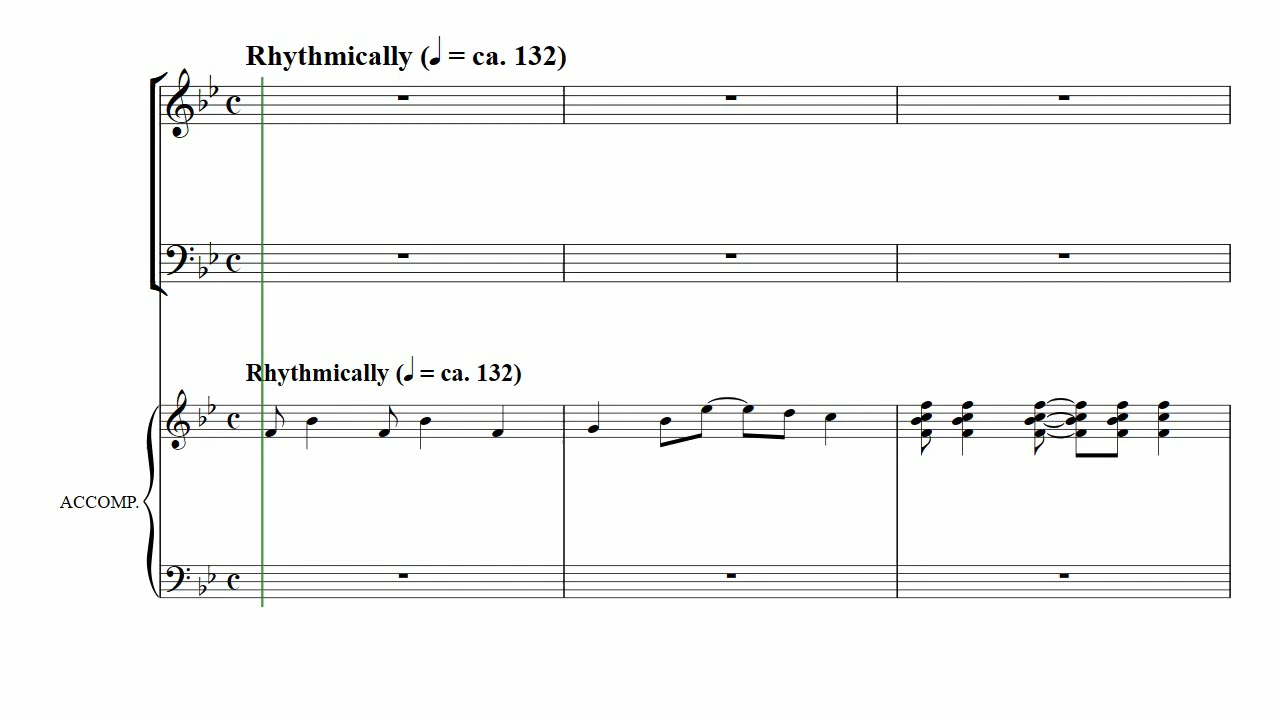 Rhythmically (♩ = ca. 132)
Rhythmically (♩ = ca. 132)
ACCOMP.